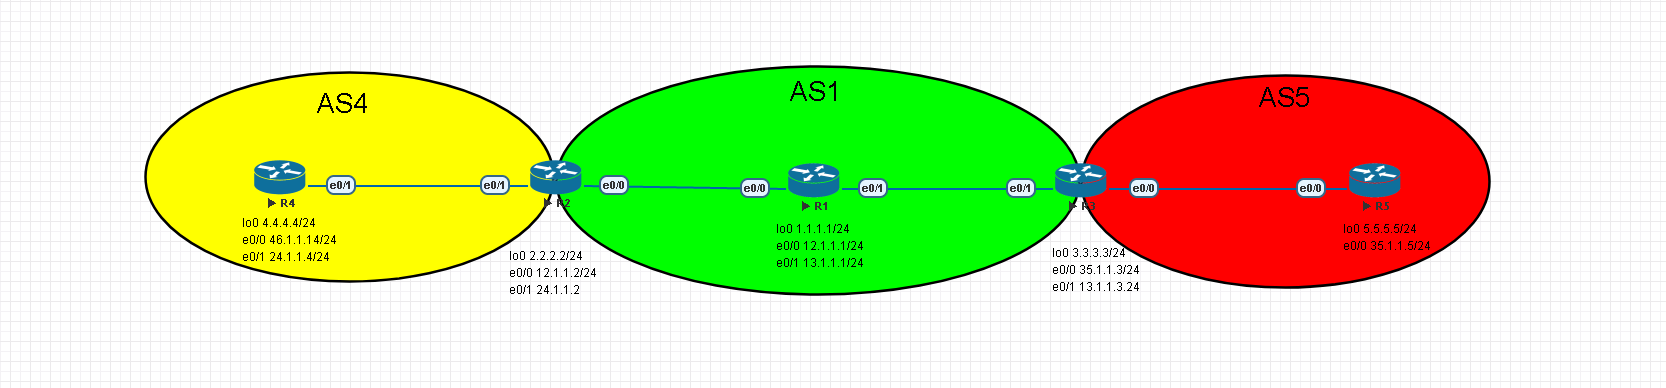 AS4
AS1
AS5
e0/1
e0/1
e0/0
e0/0
e0/1
e0/1
e0/0
e0/0
R4
R2
R1
R3
R5
lo0 4.4.4.4/24
e0/0 46.1.1.14/24
e0/1 24.1.1.4/24
lo0 2.2.2.2/24
e0/0 12.1.1.2/24
e0/1 24.1.1.2
lo0 1.1.1.1/24
e0/0 12.1.1.1/24
e0/1 13.1.1.1/24
lo0 3.3.3.3/24
e0/0 35.1.1.3/24
e0/1 13.1.1.3.24
lo0 5.5.5.5/24
e0/0 35.1.1.5/24